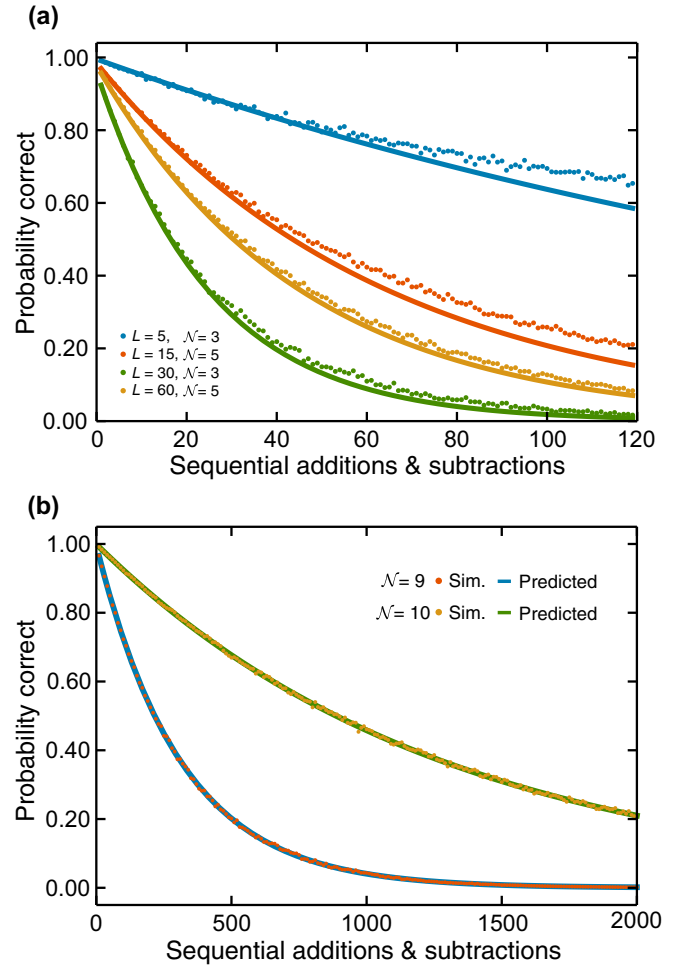 (a)
Probability correct
1.00
0.80
0.60
0.40
0.20
0.00
L = 5, 𝒩 = 3
L = 15, 𝒩 = 5
L = 30, 𝒩 = 3
L = 60, 𝒩 = 5
0 20 40 60 80 100 120
Sequential additions & subtractions
(b)
Probability correct
1.00
0.80
0.60
0.40
0.20
0.00
𝒩 = 9 Sim. Predicted
𝒩 = 10 Sim. Predicted
0 500 1000 1500 2000
Sequential additions & subtractions